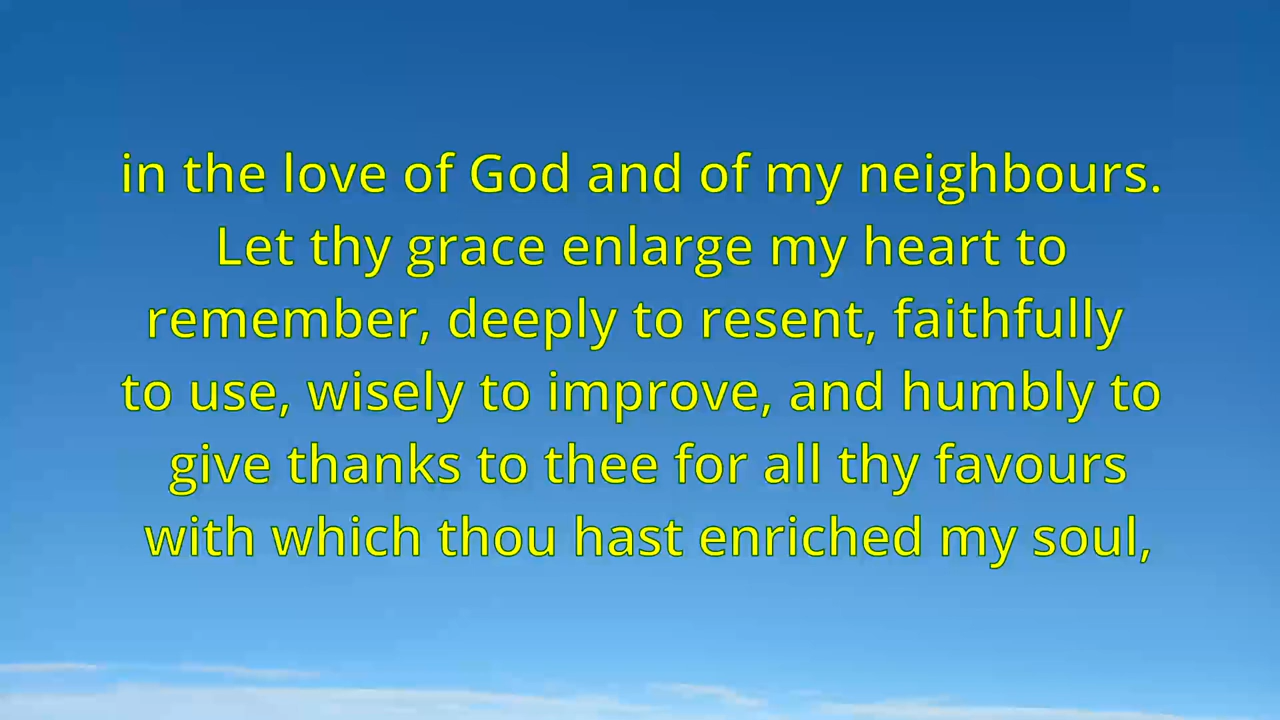 in the love of God and of my neighbours.
Let thy grace enlarge my heart to
remember, deeply to resent, faithfully
to use, wisely to improve, and humbly to
give thanks to thee for all thy favours
with which thou hast enriched my soul,